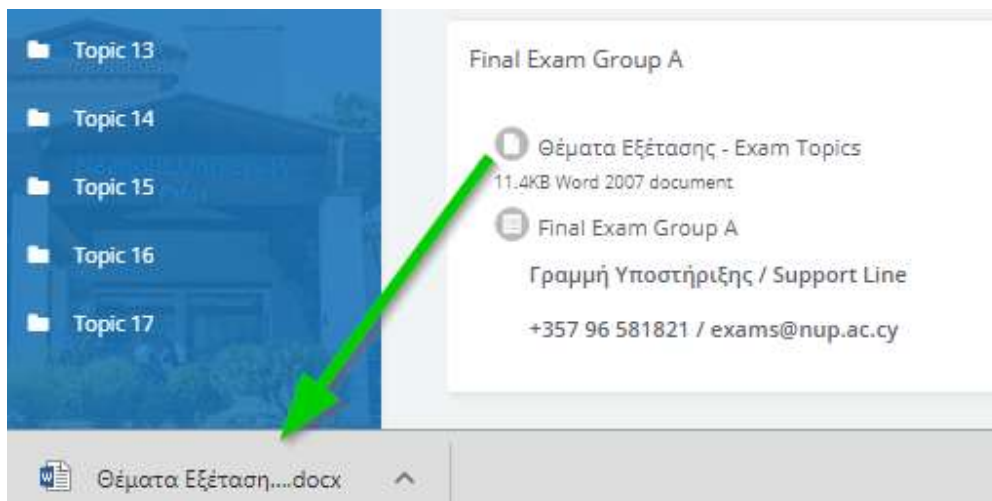 Topic 13
Topic 14
Topic 15
Topic 16
Topic 17
Final Exam Group A
Θέματα Εξέτασης - Exam Topics
11.4KB Word 2007 document
Final Exam Group A
Γραμμή Υποστήριξης / Support Line
+357 96 581821 / exams@nup.ac.cy
Θέματα Εξέταση....docx